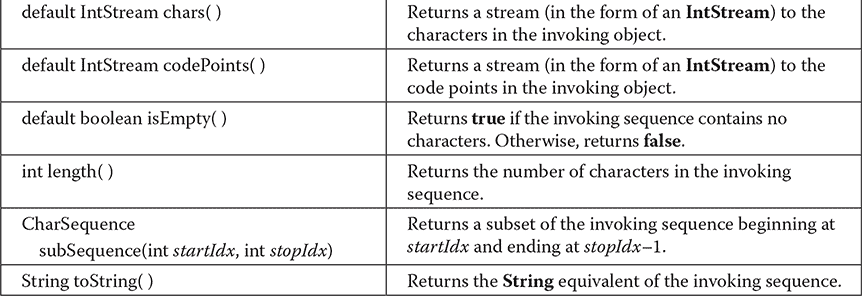 default IntStream chars( )
Returns a stream (in the form of an IntStream) to the
characters in the invoking object.
default IntStream codePoints( )
Returns a stream (in the form of an IntStream) to the
code points in the invoking object.
default boolean isEmpty( )
Returns true if the invoking sequence contains no
characters. Otherwise, returns false.
int length( )
Returns the number of characters in the invoking
sequence.
CharSequence
subSequence(int startIdx, int stopIdx)
Returns a subset of the invoking sequence beginning at
startIdx and ending at stopIdx–1.
String toString( )
Returns the String equivalent of the invoking sequence.